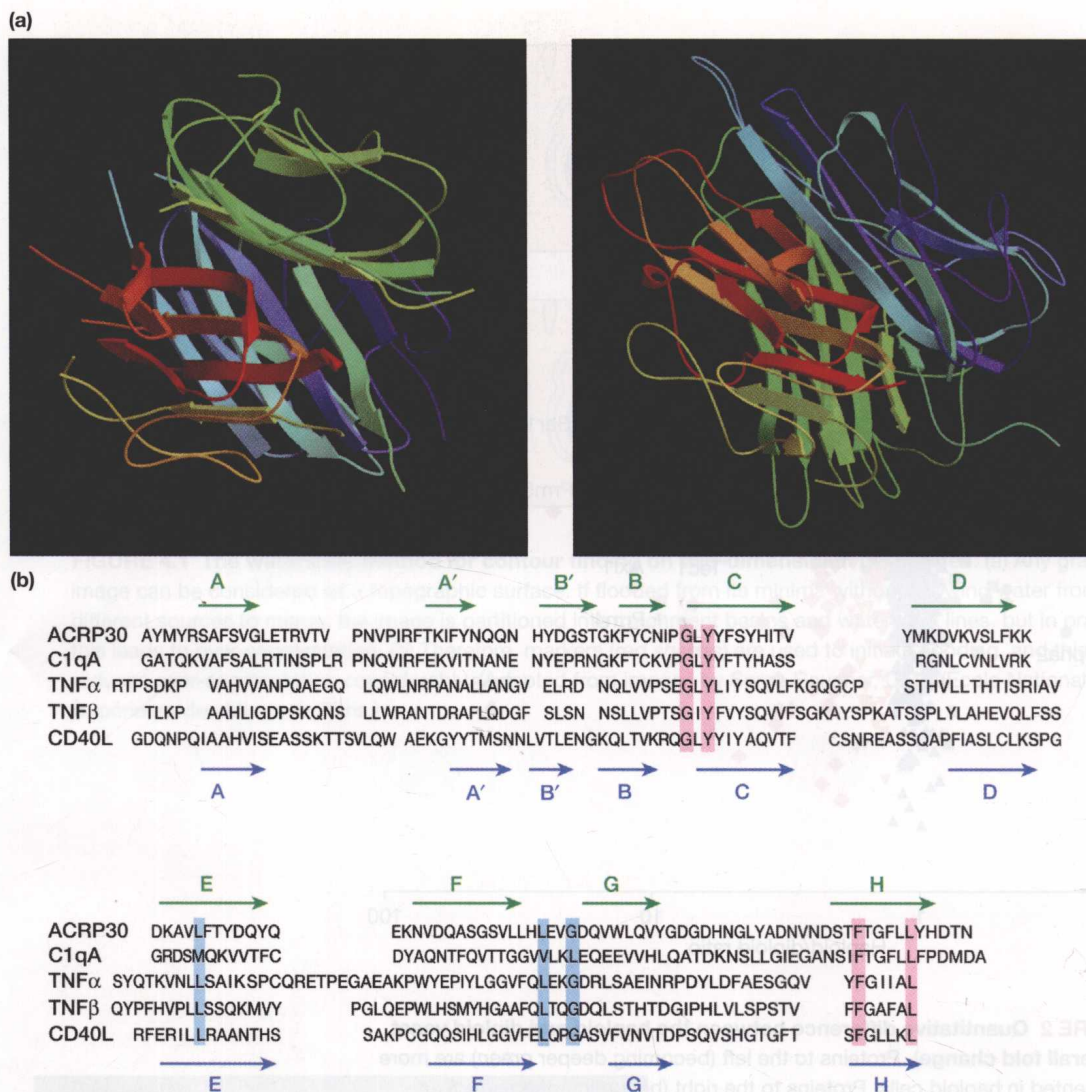 (a)
(b)
A A′ B′ B C D
ACRP30 AYMYRSAFSVGLETRVTV PNVPIRFTKIFYNQQN HYDGSTGKFYCNIPGLYYFSYHITV YMKDVKVSLFKK
C1qA GATQKVAFSALRTINSPLR PNQVIRFEKVITNANE NYEPRNGKFTCKVPGLYYFTYHASS RGNLCVNLVRK
TNFα RTPSDKP VAHVVANPQAEGQ LQWLNRRANALLANGV ELRD NQLVVPSEGLYLIYSQVLFKGQGCP STHVLLTHTISRIAV
TNFβ TLKP AAHLIGDPSKQNS LLWRANTDRAFLQDGF SLSN NSLLVPTSGIYFVYSQVVFSGKAYSPKATSSPLYLAHEVQLFSS
CD40L GDQNPQIAAHVISEASSKTTSVLQW AEKGYYTMSNNLVTLENGKQLTVKRQGLYYIYAQVTF CSNREASSQAPFIASLCLKSPG
A A′ B′ B C D
E F G H
ACRP30 DKAVLFTYDQYQ EKNVDQASGSVLLHLEVGDQVWLQVYGDGDHNGLYADNVNDSTFTGFLLYHDTN
C1qA GRDSMQKVVTFC DYAQNTFQVTTGGVVLKLEQEEVVHLQATDKNSLLGIEGANSIFTGFLLFPDMDA
TNFα SYQTKVNLLSAIKSPCQRETPEGAEAKPWYEPIYLGGVFQLEKGDRLSAEINRPDYLDFAESGQV YFGIIAL
TNFβ QYPFHVPLLSSQKMVY PGLQEPWLHSMYHGAAFQLTQGDQLSTHTDGIPHLVLSPSTV FFGAFAL
CD40L RFERILLRAANTHS SAKPCGQQSIHLGGVFELQPGASVFVNVTDPSQVSHGTGFT SFGLLKL
E F G H